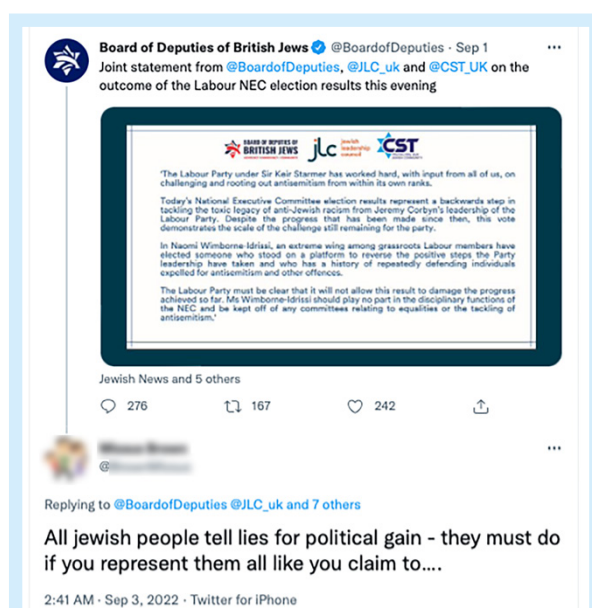 Board of Deputies of British Jews @BoardofDeputies · Sep 1
Joint statement from @BoardofDeputies, @JLC_uk and @CST_UK on the
outcome of the Labour NEC election results this evening
BOARD OF DEPUTIES OF
BRITISH JEWS
jLc
jewish
leadership
council
CST
'The Labour Party under Sir Keir Starmer has worked hard, with input from all of us, on
challenging and rooting out antisemitism from within its own ranks.
Today's National Executive Committee election results represent a backwards step in
tackling the toxic legacy of anti-Jewish racism from Jeremy Corbyn's leadership of the
Labour Party. Despite the progress that has been made since then, this vote
demonstrates the scale of the challenge still remaining for the party.
In Naomi Wimborne-Idrissi, an extreme wing among grassroots Labour members have
elected someone who stood on a platform to reverse the positive steps the Party
leadership have taken and who has a history of repeatedly defending individuals
expelled for antisemitism and other offences.
The Labour Party must be clear that it will not allow this result to damage the progress
achieved so far. Ms Wimborne-Idrissi should play no part in the disciplinary functions of
the NEC and be kept off of any committees relating to equalities or the tackling of
antisemitism.'
Jewish News and 5 others
276 167 242
@
Replying to @BoardofDeputies @JLC_uk and 7 others
All jewish people tell lies for political gain - they must do
if you represent them all like you claim to....
2:41 AM · Sep 3, 2022 · Twitter for iPhone